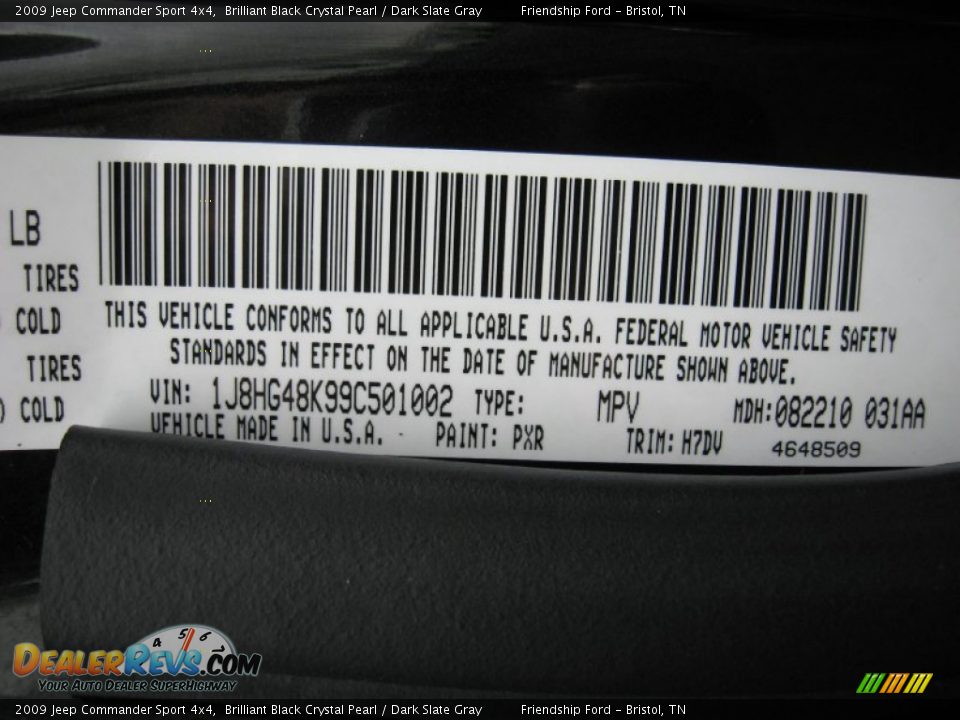 2009 Jeep Commander Sport 4x4, Brilliant Black Crystal Pearl / Dark Slate Gray Friendship Ford - Bristol, TN
LB
TIRES
COLD
TIRES
) COLD
THIS VEHICLE CONFORMS TO ALL APPLICABLE U.S.A. FEDERAL MOTOR VEHICLE SAFETY
STANDARDS IN EFFECT ON THE DATE OF MANUFACTURE SHOWN ABOVE.
VIN: 1J8HG48K99C501002 TYPE: MPV MDH:082210 031AA
VEHICLE MADE IN U.S.A. PAINT: PXR TRIM: H7DV 4648509
4 5 6
DealerRevs.com
Your Auto Dealer SuperHighway
2009 Jeep Commander Sport 4x4, Brilliant Black Crystal Pearl / Dark Slate Gray Friendship Ford - Bristol, TN